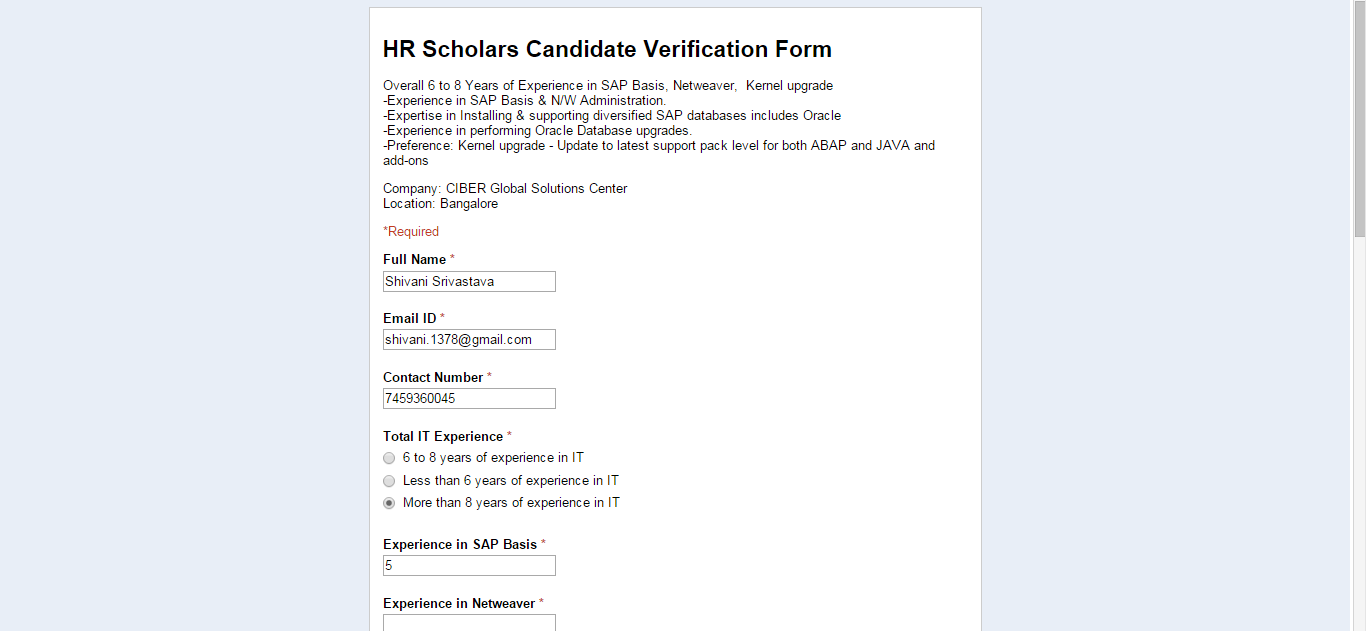 HR Scholars Candidate Verification Form
Overall 6 to 8 Years of Experience in SAP Basis, Netweaver,  Kernel upgrade
-Experience in SAP Basis & N/W Administration.
-Expertise in Installing & supporting diversified SAP databases includes Oracle
-Experience in performing Oracle Database upgrades.
-Preference: Kernel upgrade - Update to latest support pack level for both ABAP and JAVA and
add-ons
Company: CIBER Global Solutions Center
Location: Bangalore
*Required
Full Name *
Shivani Srivastava
Email ID *
shivani.1378@gmail.com
Contact Number *
7459360045
Total IT Experience *
6 to 8 years of experience in IT
Less than 6 years of experience in IT
More than 8 years of experience in IT
Experience in SAP Basis *
5
Experience in Netweaver *